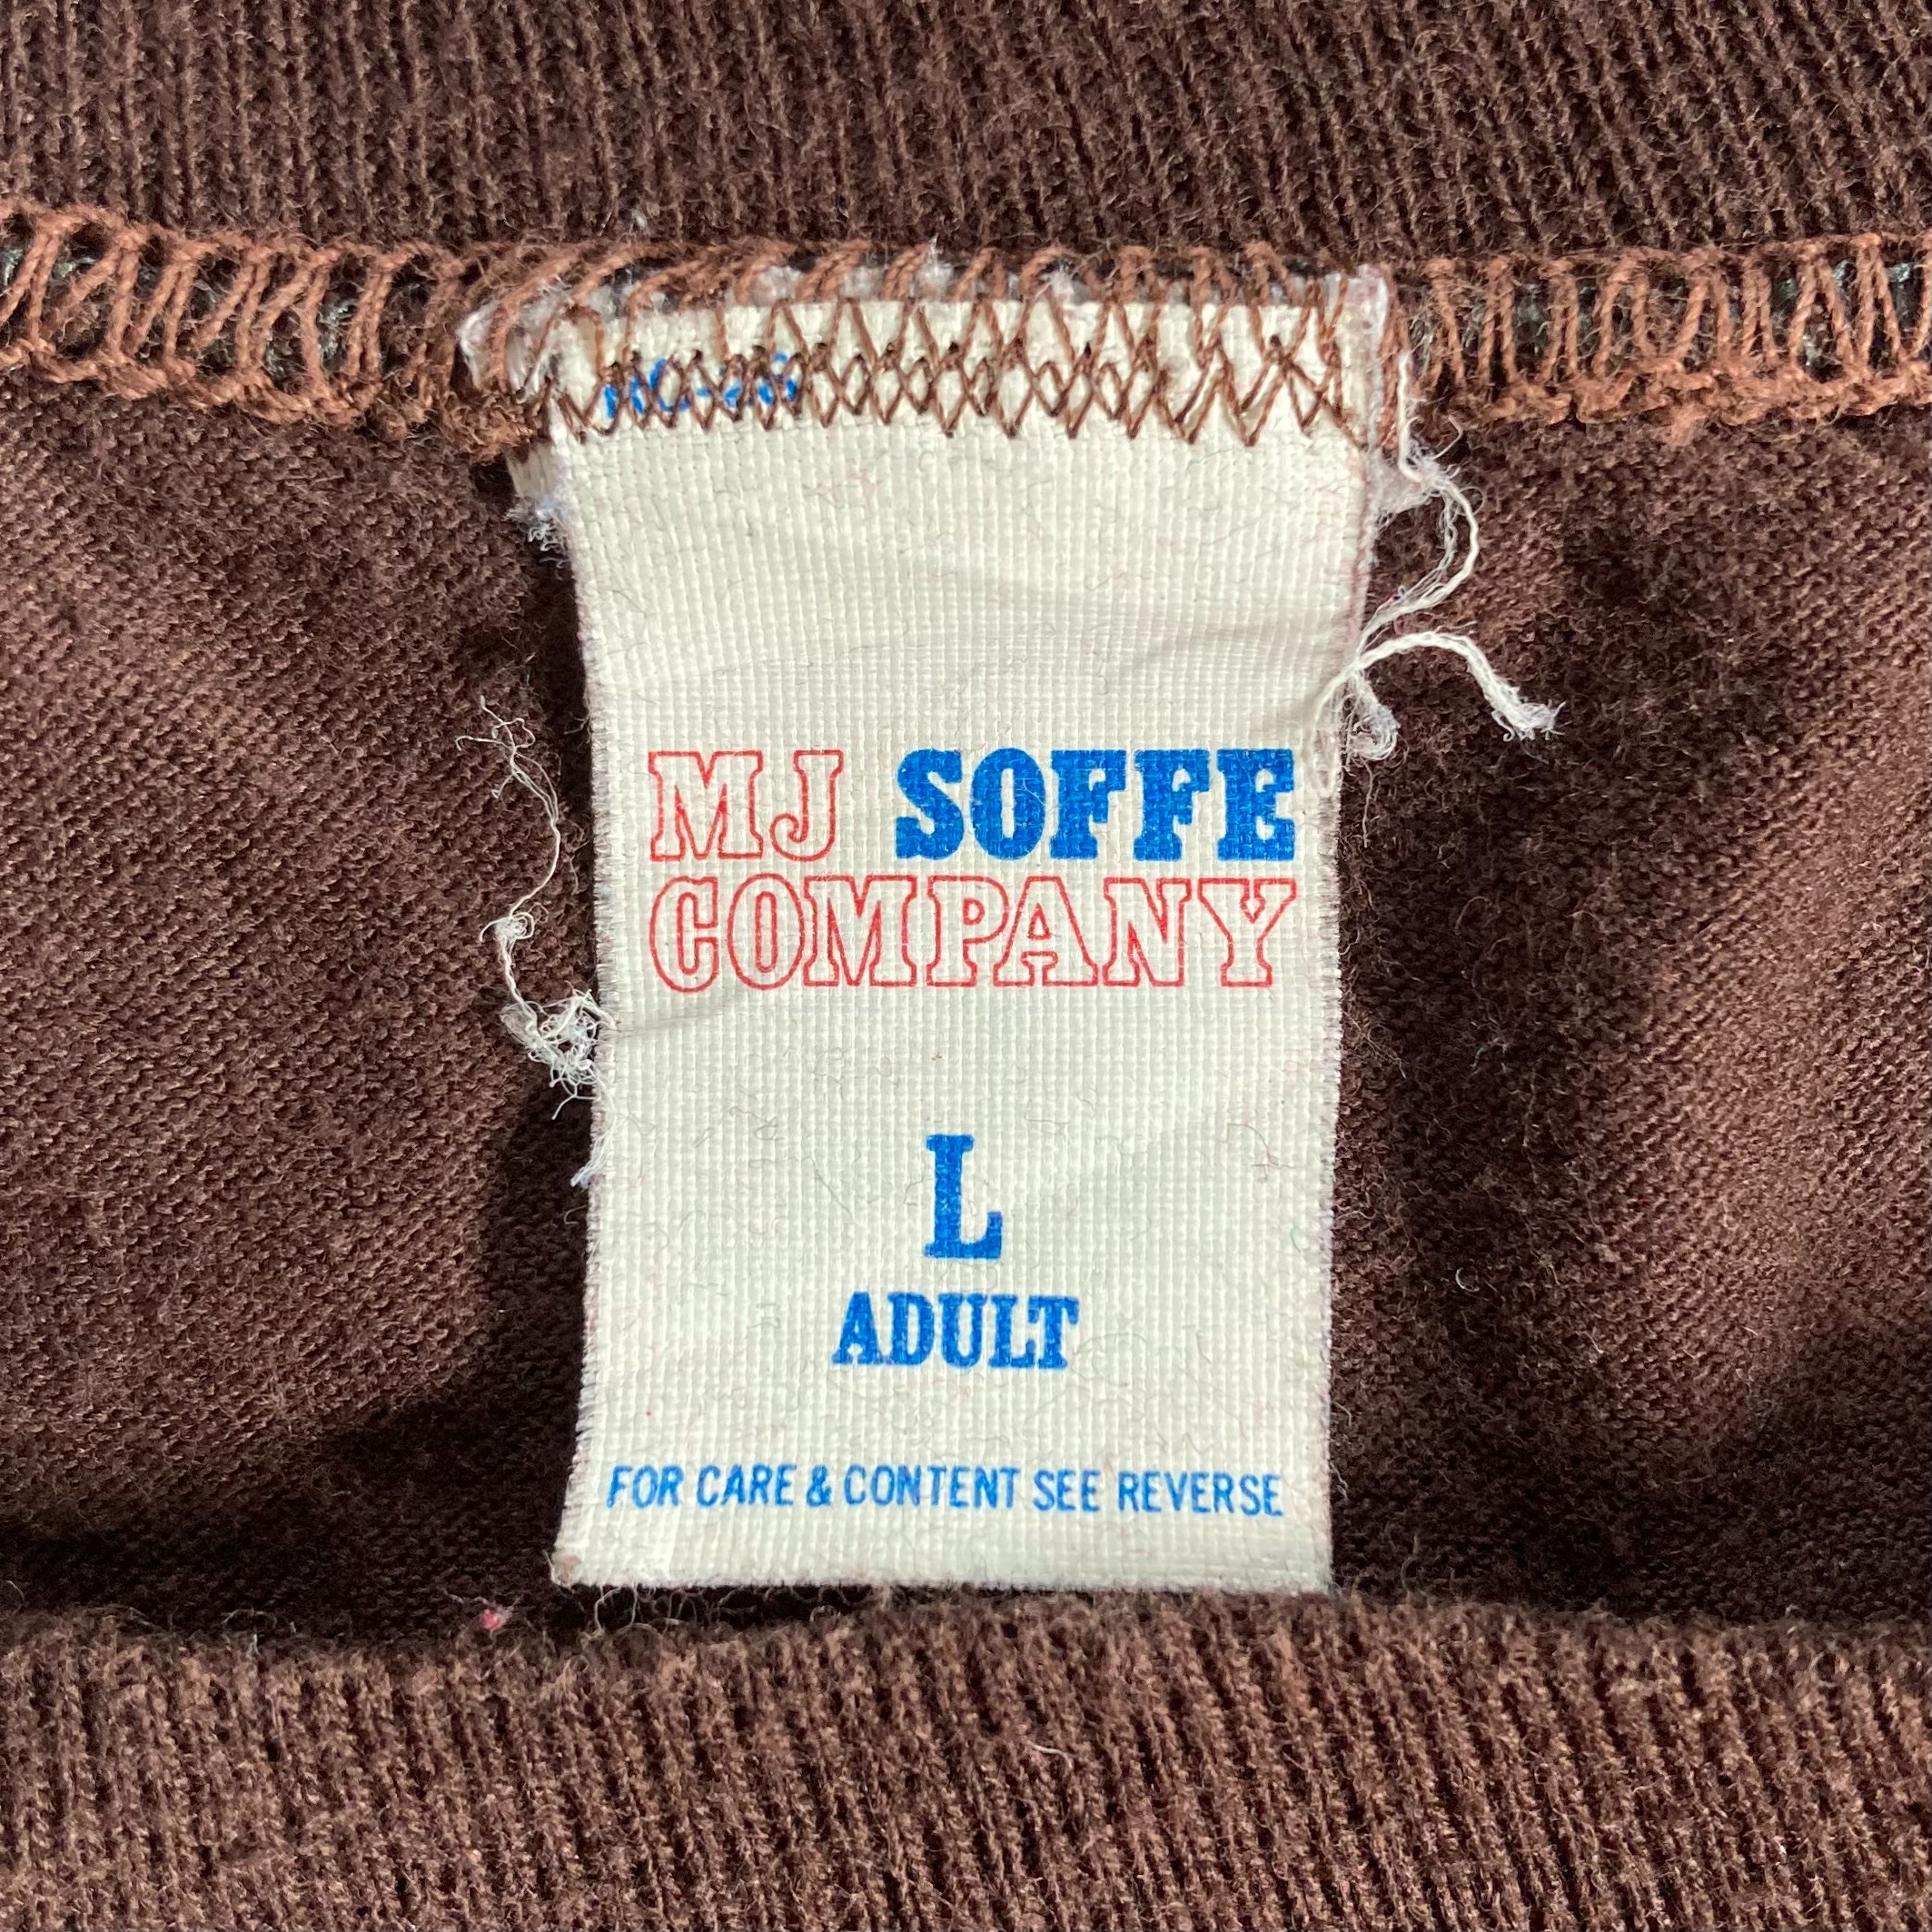 MJ SOFFE
COMPANY
L
ADULT
FOR CARE & CONTENT SEE REVERSE